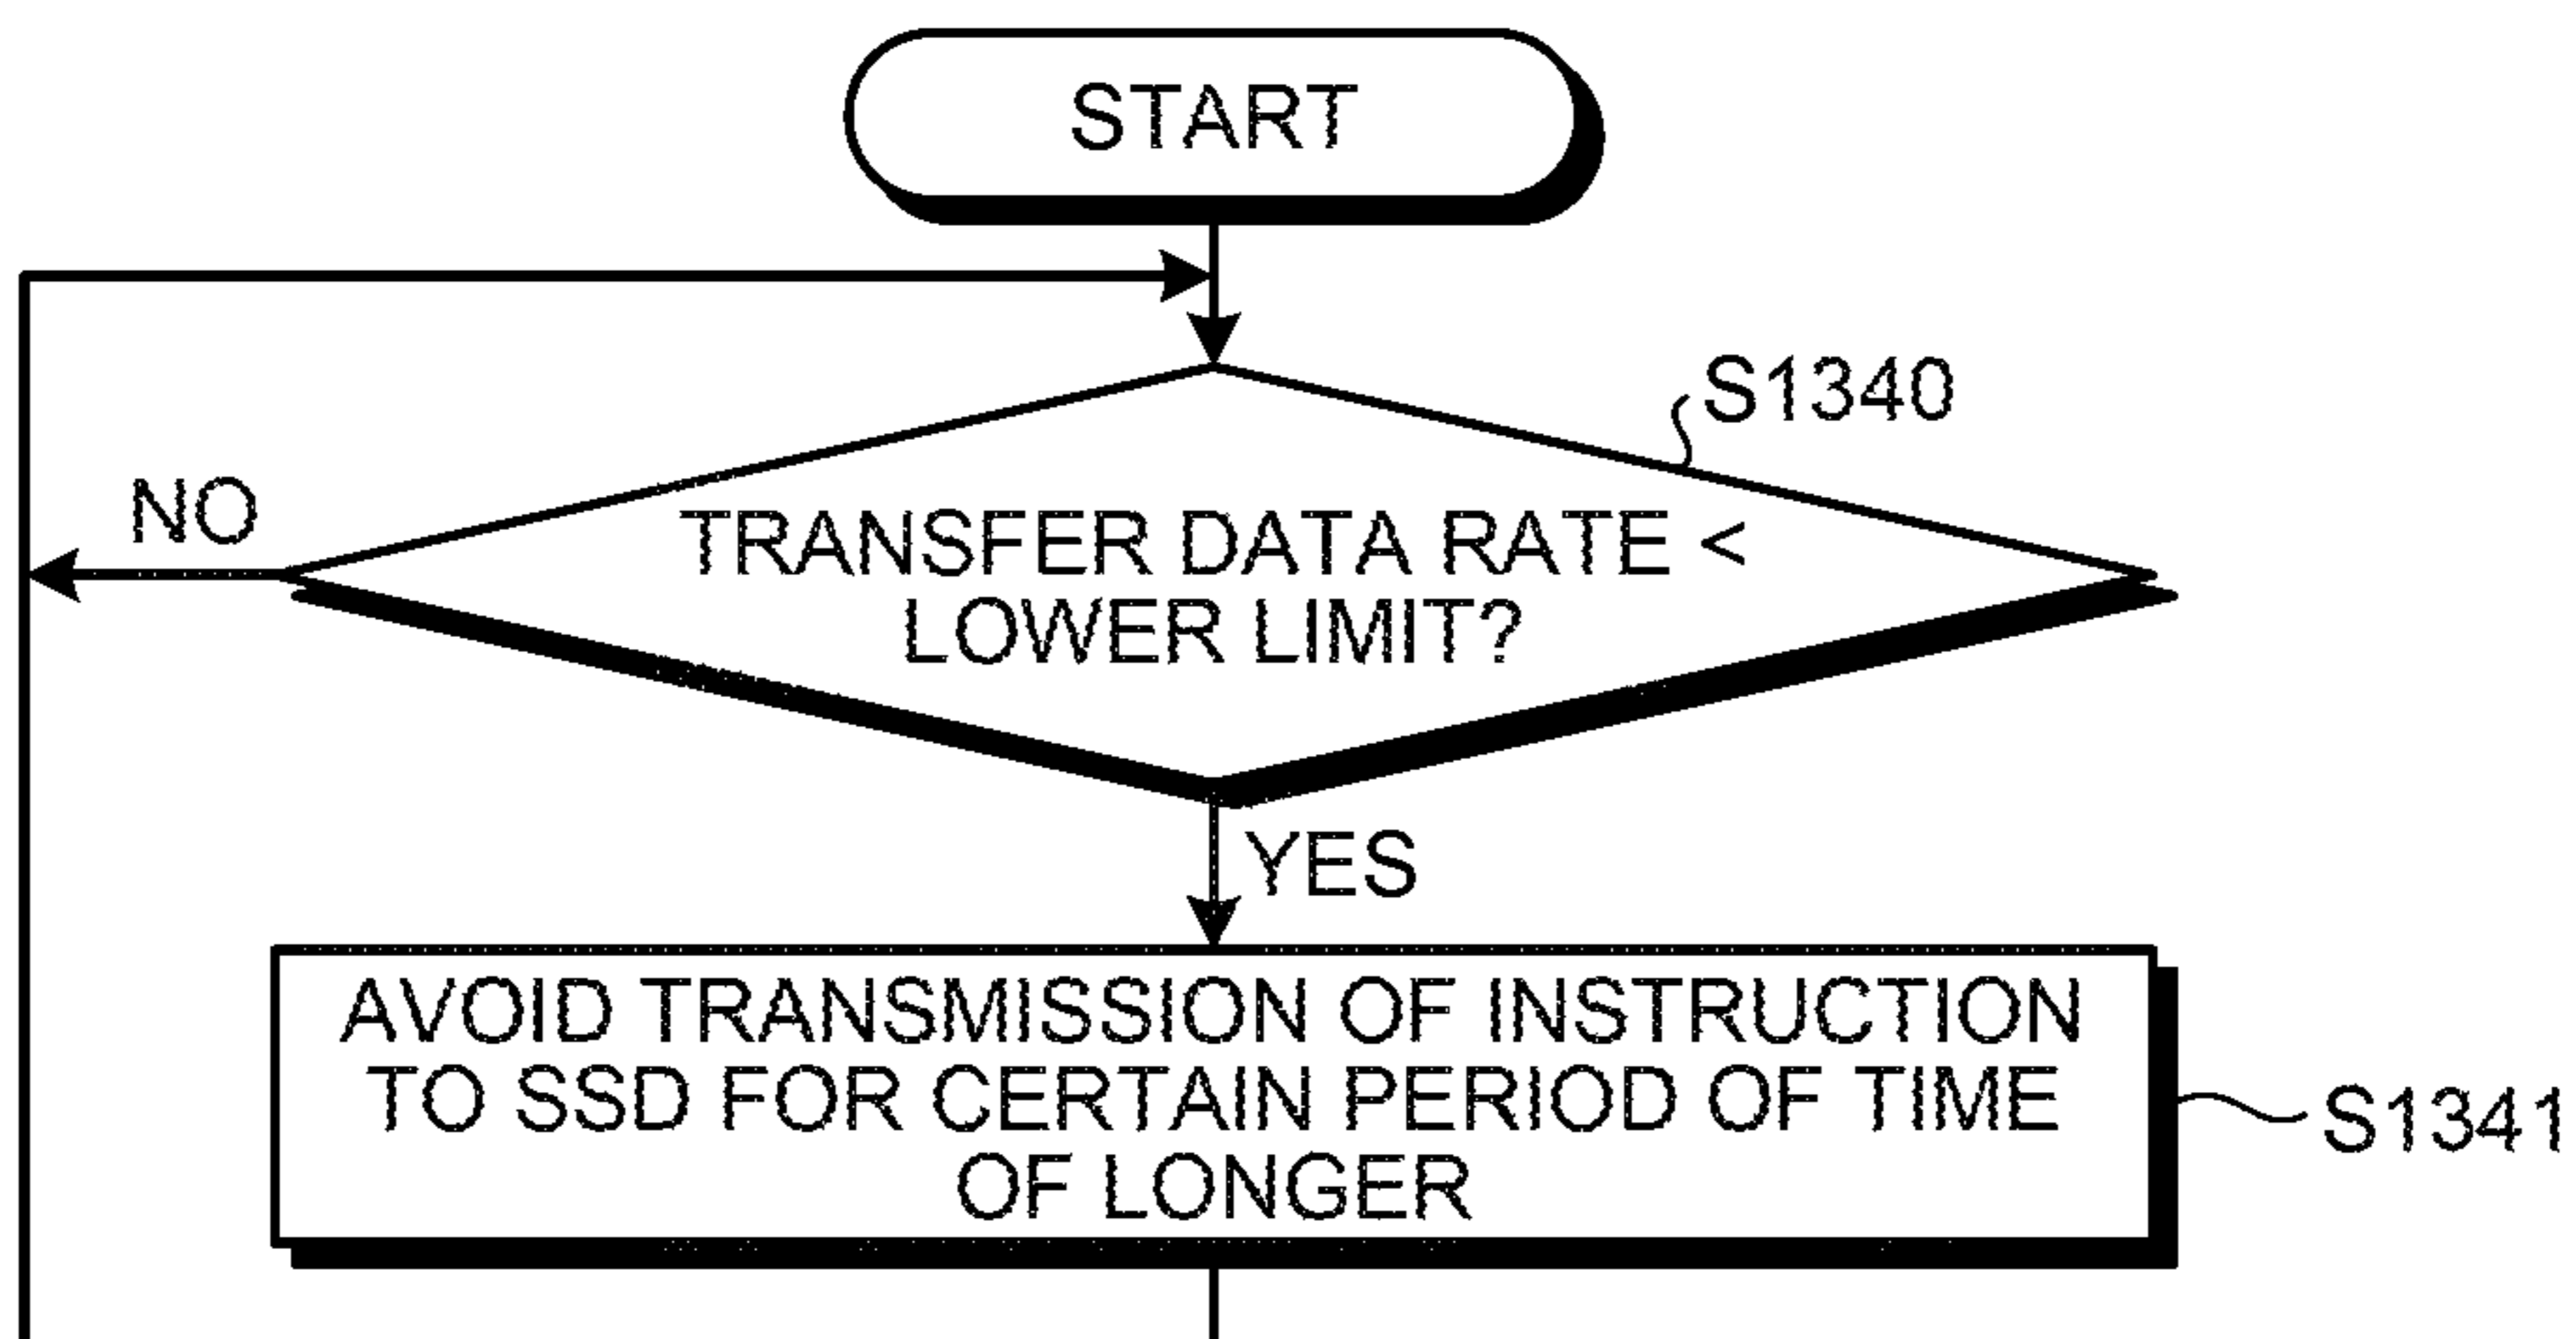 START
S1340
NO
TRANSFER DATA RATE <
LOWER LIMIT?
YES
AVOID TRANSMISSION OF INSTRUCTION
TO SSD FOR CERTAIN PERIOD OF TIME
OF LONGER
S1341